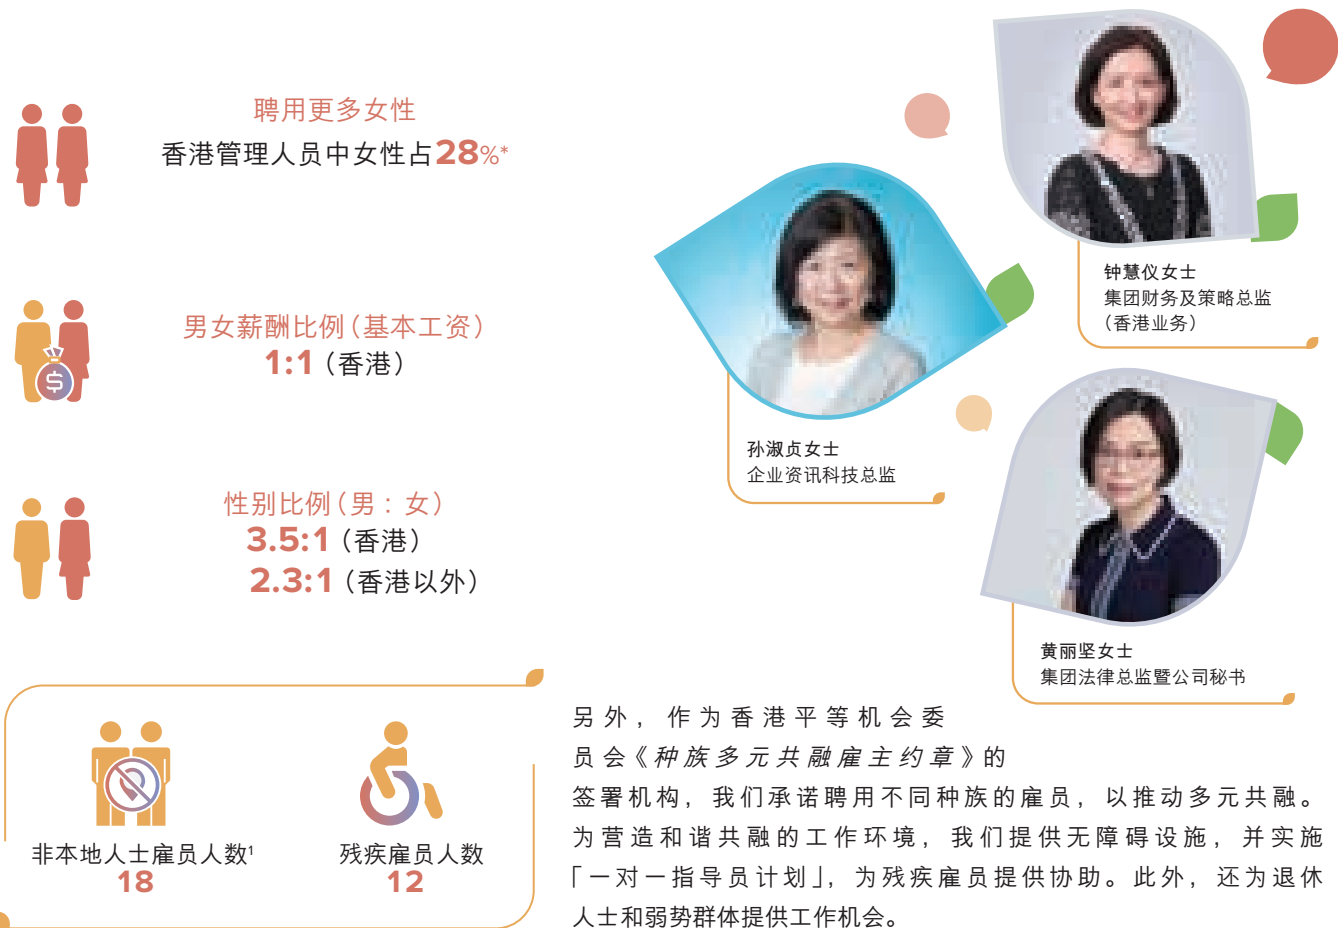 聘用更多女性
香港管理人员中女性占28%*
男女薪酬比例(基本工资)
1:1(香港)
性别比例(男:女)
3.5:1(香港)
2.3:1(香港以外)
非本地人士雇员人数1
18
残疾雇员人数
12
钟慧仪女士
集团财务及策略总监
(香港业务)
孙淑贞女士
企业资讯科技总监
黄丽坚女士
集团法律总监暨公司秘书
另外,作为香港平等机会委
员会《种族多元共融雇主约章》的
签署机构,我们承诺聘用不同种族的雇员,以推动多元共融。
为营造和谐共融的工作环境,我们提供无障碍设施,并实施
「一对一指导员计划」,为残疾雇员提供协助。此外,还为退休
人士和弱势群体提供工作机会。